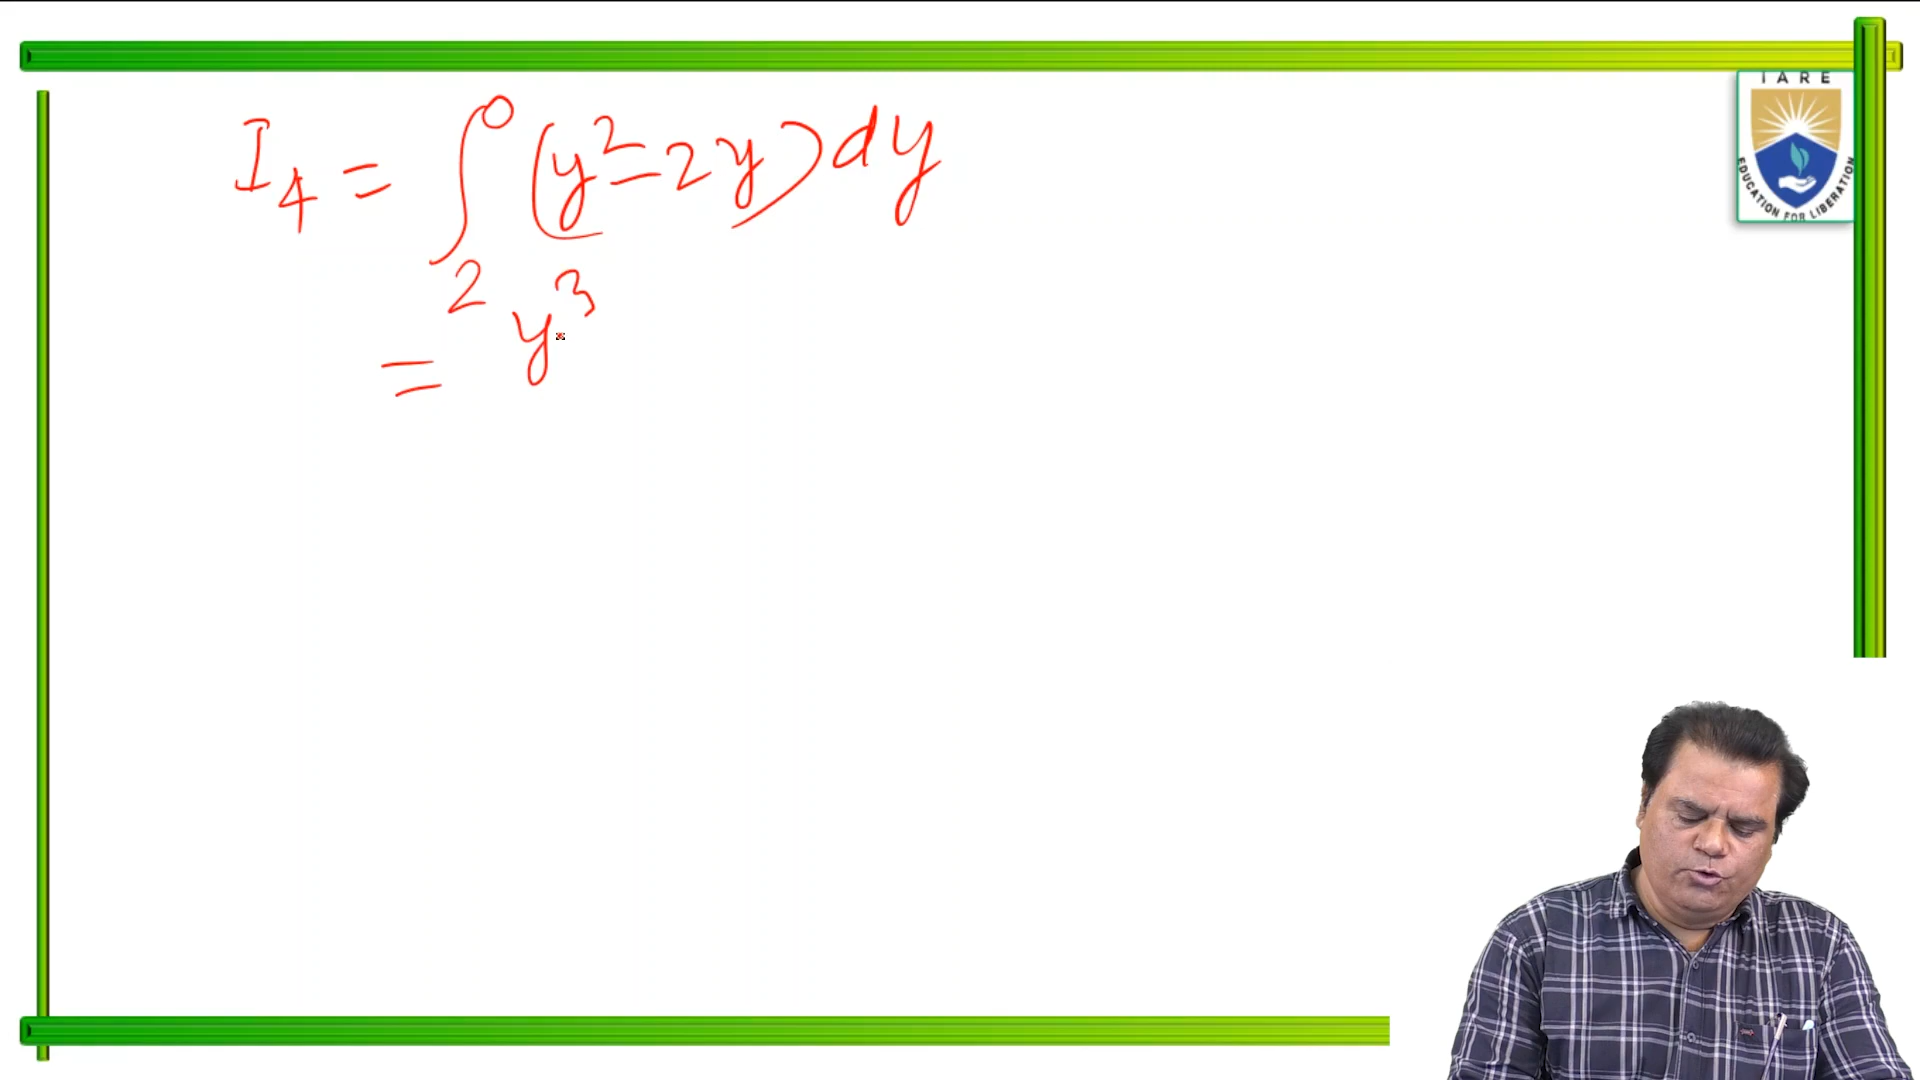 I₄ = ∫₂⁰ (y² - 2y) dy
= y³
IARE
EDUCATION FOR LIBERATION